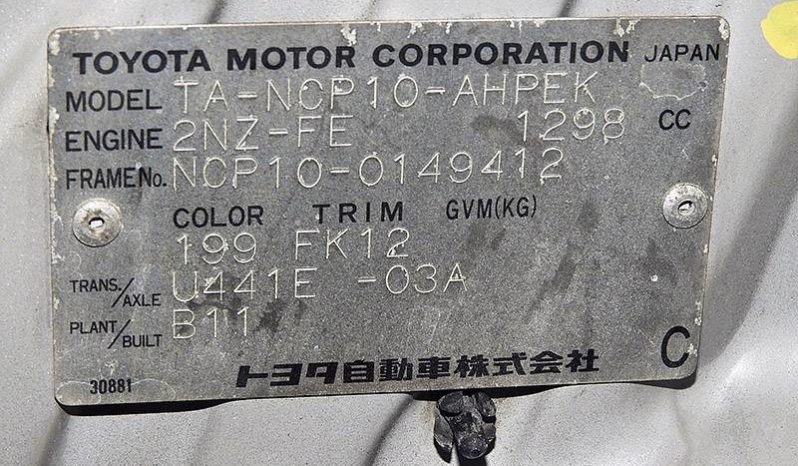 TOYOTA MOTOR CORPORATION JAPAN
MODEL TA-NCP10-AHPEK
ENGINE 2NZ-FE 1298 CC
FRAME No. NCP10-0149412
COLOR TRIM GVM(KG)
199 FK12
TRANS./AXLE U441E -03A
PLANT/BUILT B11
30881 トヨタ自動車株式会社 C